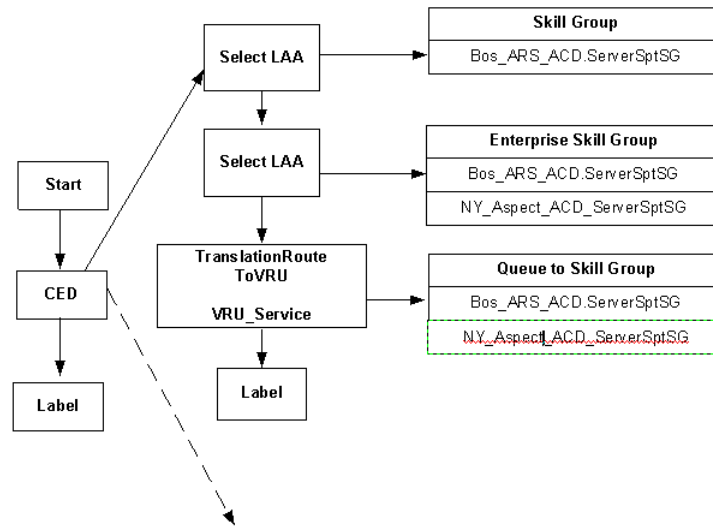 Skill Group
Select LAA
Bos_ARS_ACD.ServerSptSG
Select LAA
Enterprise Skill Group
Bos_ARS_ACD.ServerSptSG
NY_Aspect_ACD_ServerSptSG
Start
TranslationRoute
ToVRU
VRU_Service
Queue to Skill Group
Bos_ARS_ACD.ServerSptSG
NY_Aspect_ACD_ServerSptSG
CED
Label
Label